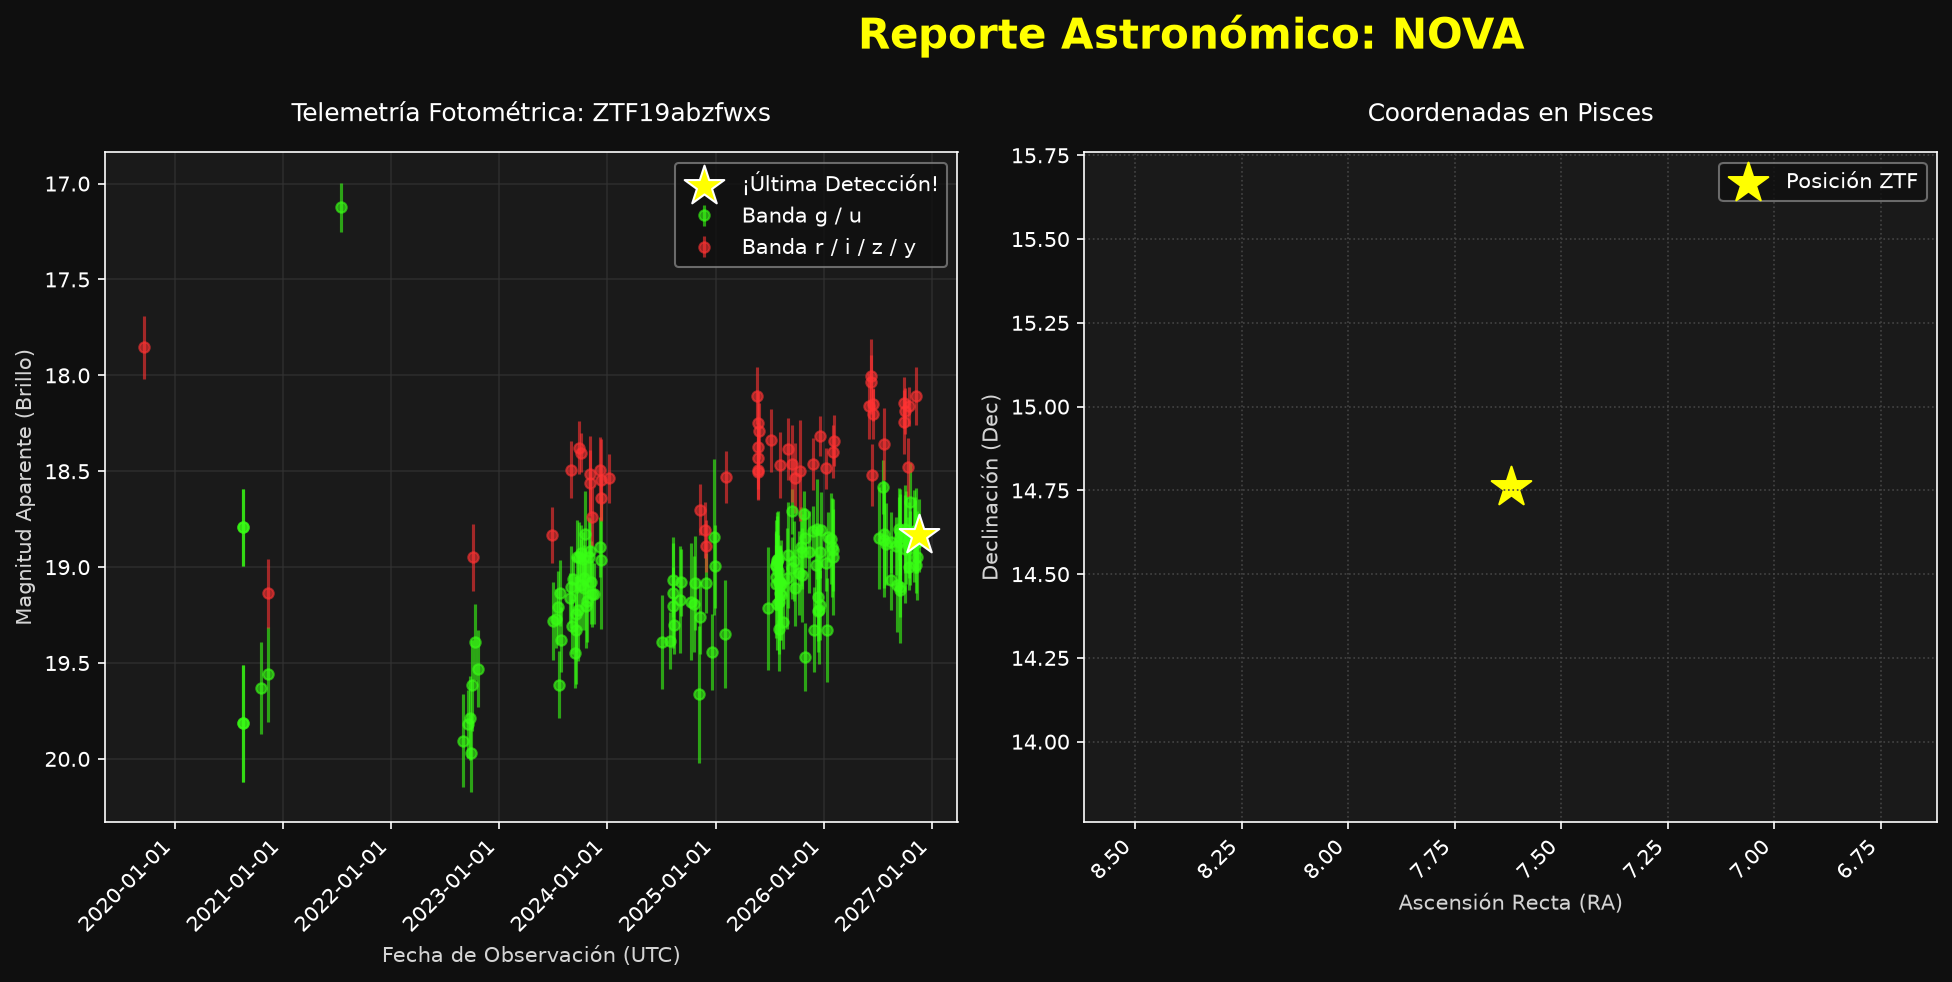 Reporte Astronómico: NOVA
Telemetría Fotométrica: ZTF19abzfwxs
Magnitud Aparente (Brillo)
17.0
17.5
18.0
18.5
19.0
19.5
20.0
¡Última Detección!
Banda g / u
Banda r / i / z / y
2020-01-01
2021-01-01
2022-01-01
2023-01-01
2024-01-01
2025-01-01
2026-01-01
2027-01-01
Fecha de Observación (UTC)
Coordenadas en Pisces
Declinación (Dec)
15.75
15.50
15.25
15.00
14.75
14.50
14.25
14.00
Posición ZTF
8.50
8.25
8.00
7.75
7.50
7.25
7.00
6.75
Ascensión Recta (RA)